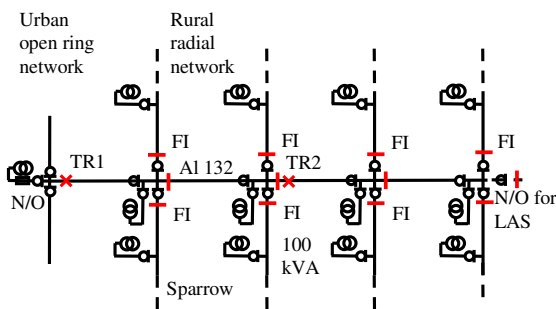 Urban
open ring
network
Rural
radial
network
FI
FI
FI
FI
TR1
Al 132
TR2
N/O
FI
FI
FI
N/O for
LAS
100
kVA
Sparrow